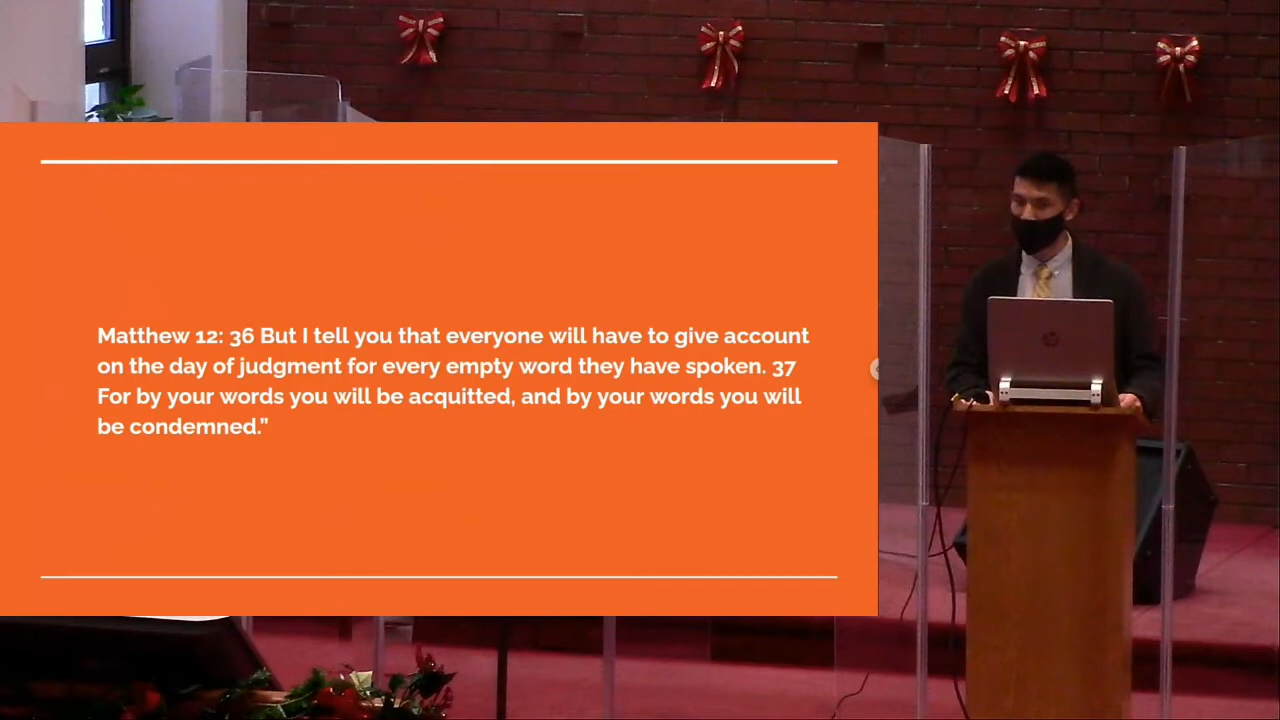 Matthew 12: 36 But I tell you that everyone will have to give account
on the day of judgment for every empty word they have spoken. 37
For by your words you will be acquitted, and by your words you will
be condemned.”